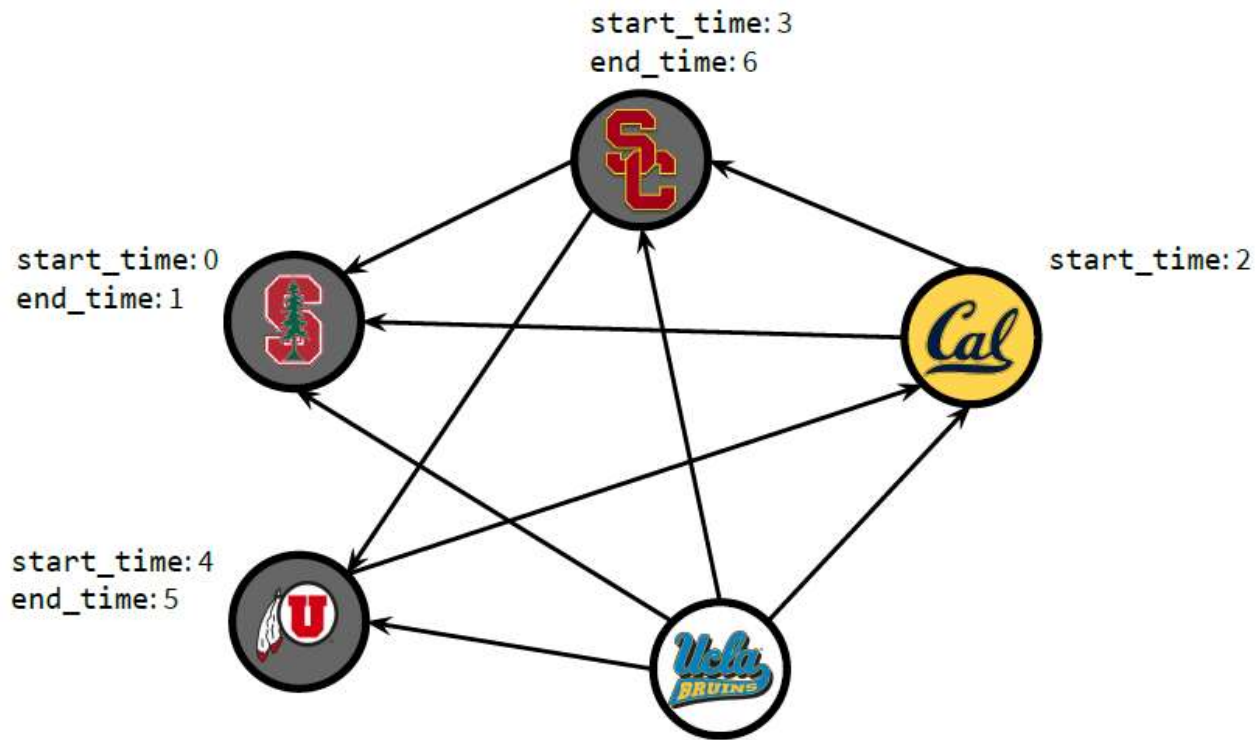 start_time: 3
end_time: 6
SC
start_time: 0
end_time: 1
S
start_time: 2
Cal
start_time: 4
end_time: 5
U
Ucla
BRUINS